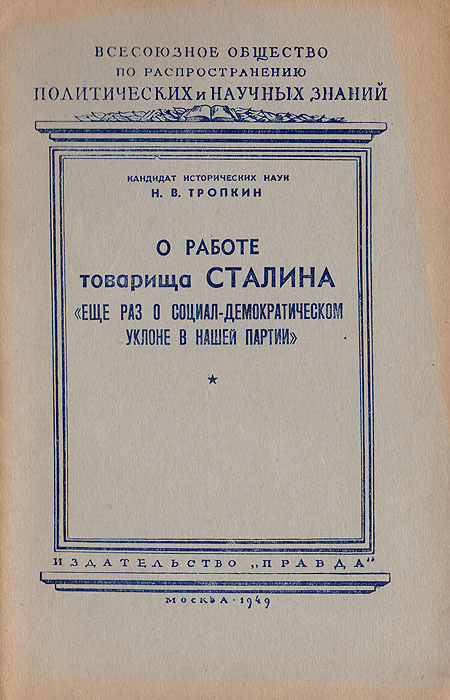 ВСЕСОЮЗНОЕ ОБЩЕСТВО
ПО РАСПРОСТРАНЕНИЮ
ПОЛИТИЧЕСКИХ и НАУЧНЫХ ЗНАНИЙ
КАНДИДАТ ИСТОРИЧЕСКИХ НАУК
Н. В. ТРОПКИН
О РАБОТЕ
товарища СТАЛИНА
«ЕЩЕ РАЗ О СОЦИАЛ-ДЕМОКРАТИЧЕСКОМ
УКЛОНЕ В НАШЕЙ ПАРТИИ»
ИЗДАТЕЛЬСТВО „ПРАВДА“
МОСКВА · 1949